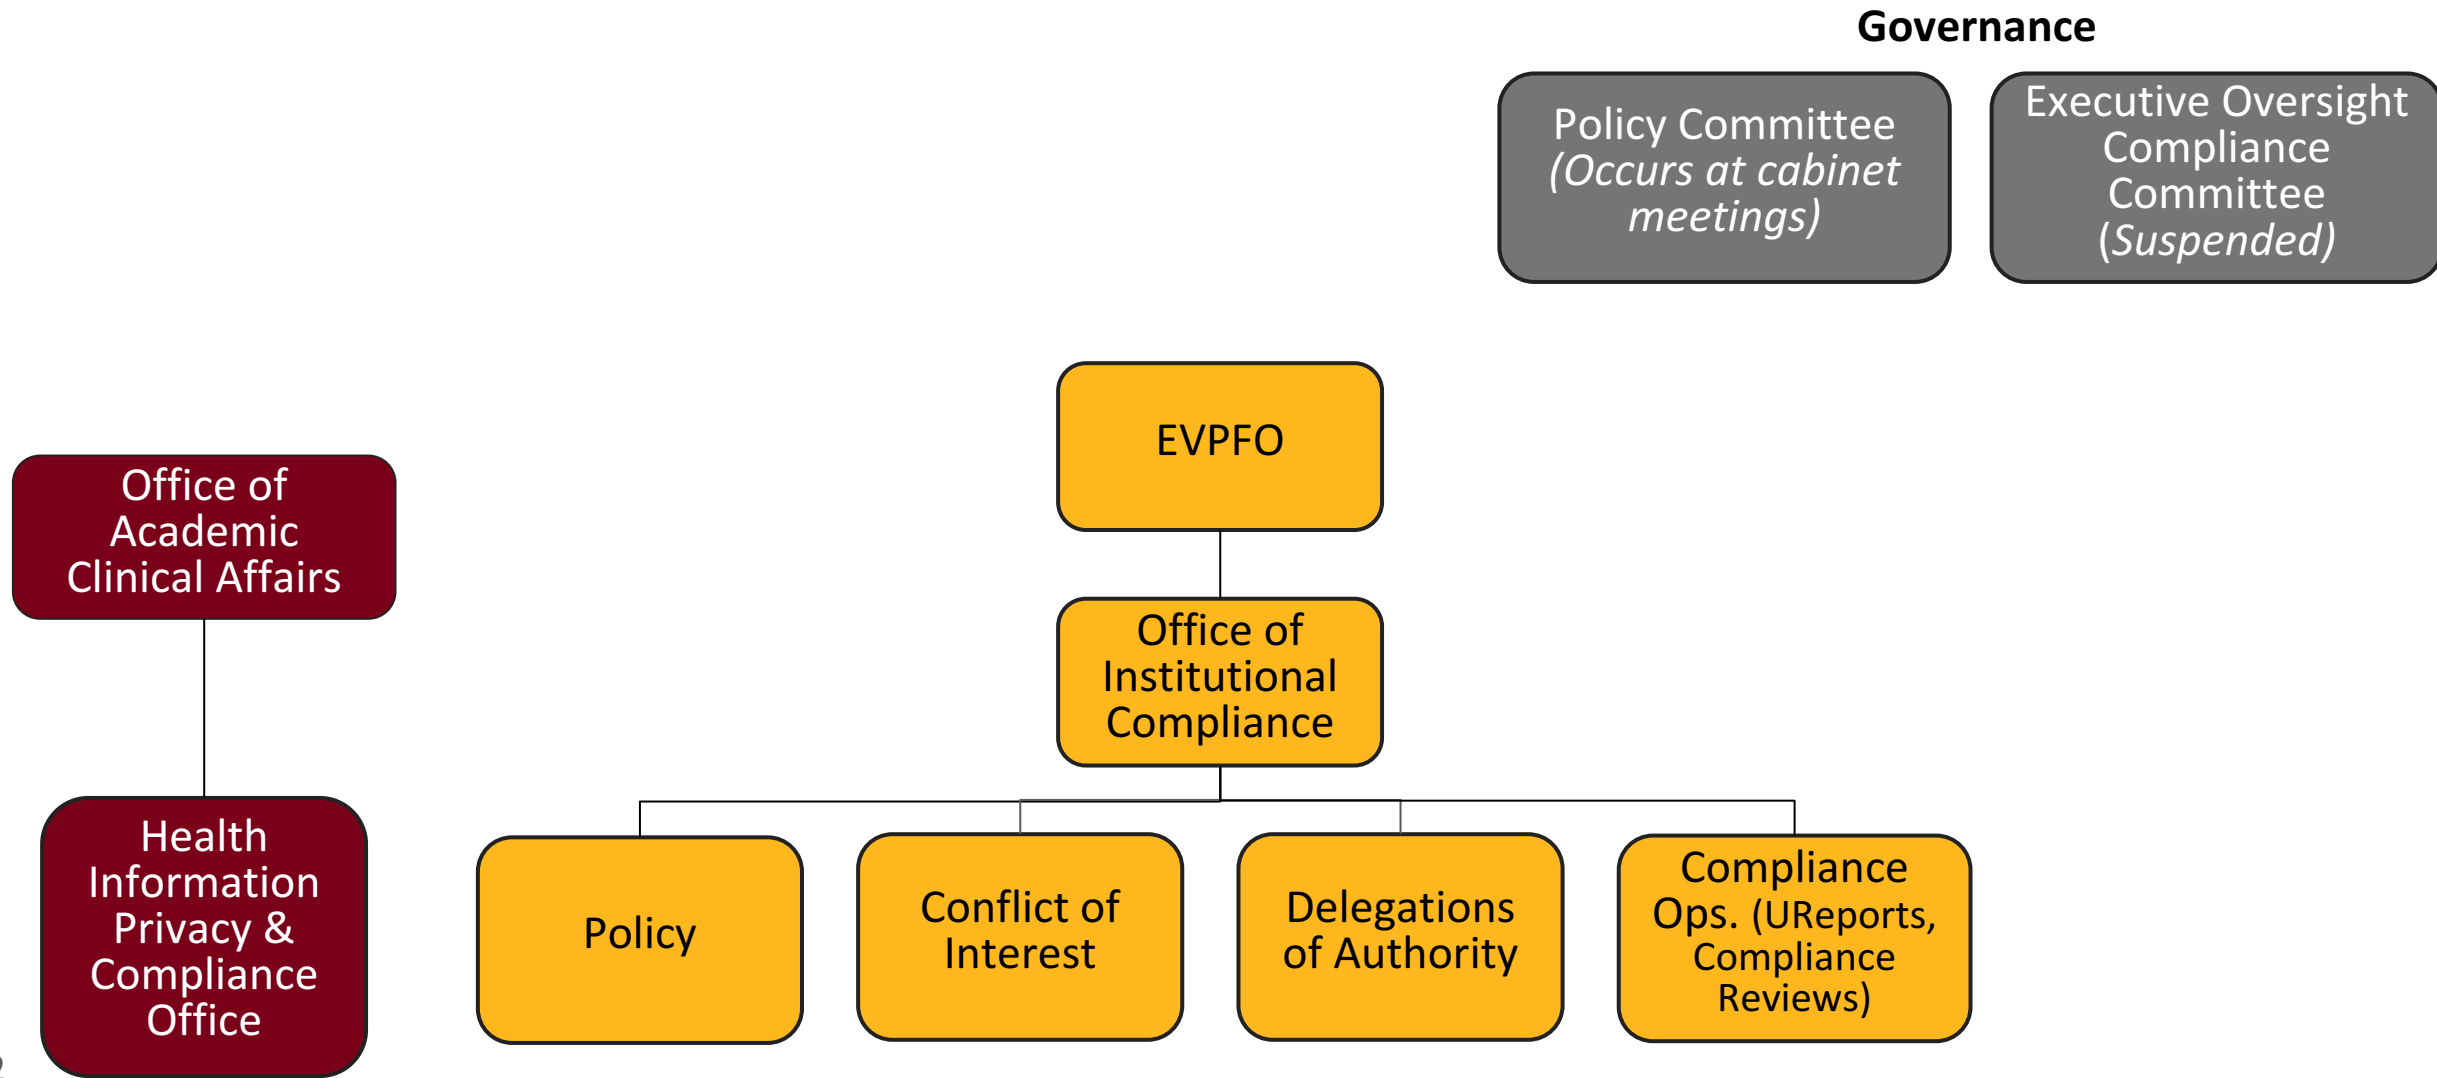 Governance
Policy Committee
(Occurs at cabinet
meetings)
Executive Oversight
Compliance
Committee
(Suspended)
EVPFO
Office of
Academic
Clinical Affairs
Office of
Institutional
Compliance
Health
Information
Privacy &
Compliance
Office
Policy
Conflict of
Interest
Delegations
of Authority
Compliance
Ops. (UReports,
Compliance
Reviews)